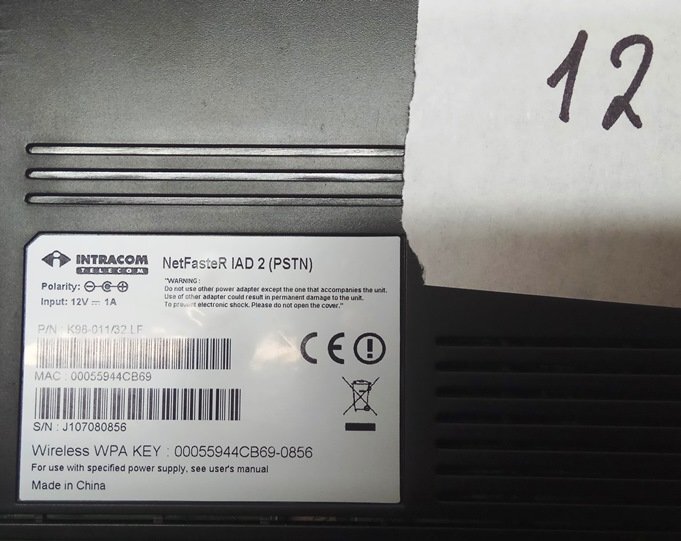 12
INTRACOM
TELECOM
NetFasteR IAD 2 (PSTN)
Polarity:
Input: 12V ⎓ 1A
"WARNING:
Do not use other power adapter except the one that accompanies the unit.
Use of other adapter could result in permanent damage to the unit.
To prevent electronic shock. Please do not open the cover."
P/N : K96-011/32.LF
CE
MAC : 00055944CB69
S/N : J107080856
Wireless WPA KEY : 00055944CB69-0856
For use with specified power supply, see user's manual
Made in China